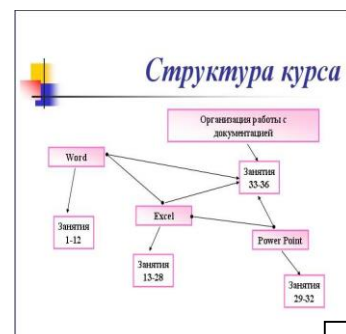 Структура курса
Организация работы с
документацией
Word
Занятия
33-36
Excel
Занятия
1-12
Power Point
Занятия
13-28
Занятия
29-32